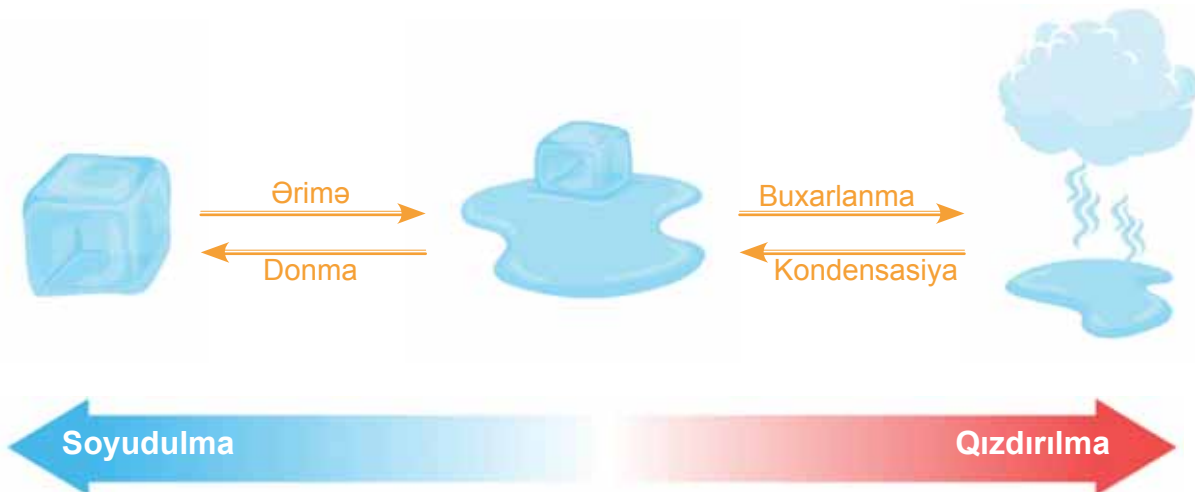 Ərimə
Donma
Buxarlanma
Kondensasiya
Soyudulma
Qızdırılma